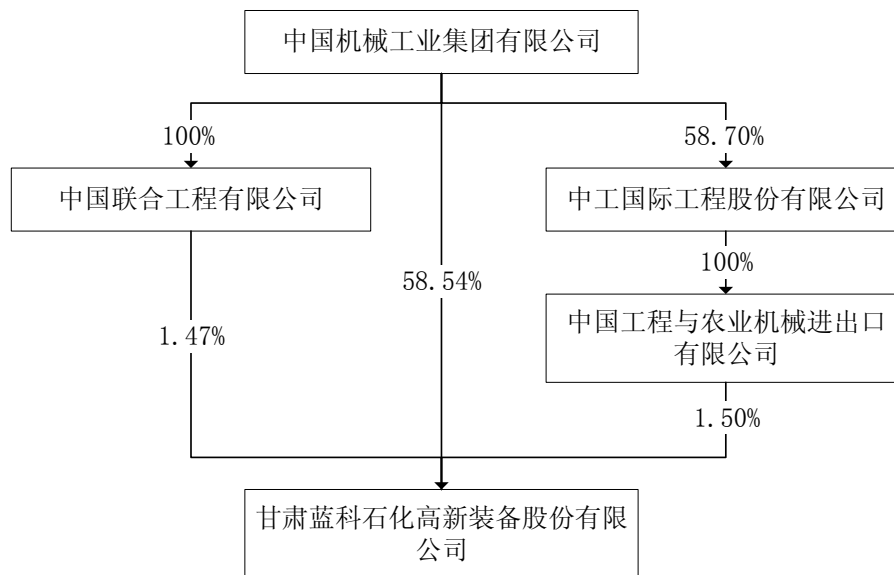 中国机械工业集团有限公司
100%
58.70%
中国联合工程有限公司
中工国际工程股份有限公司
100%
58.54%
中国工程与农业机械进出口
有限公司
1.47%
1.50%
甘肃蓝科石化高新装备股份有限
公司